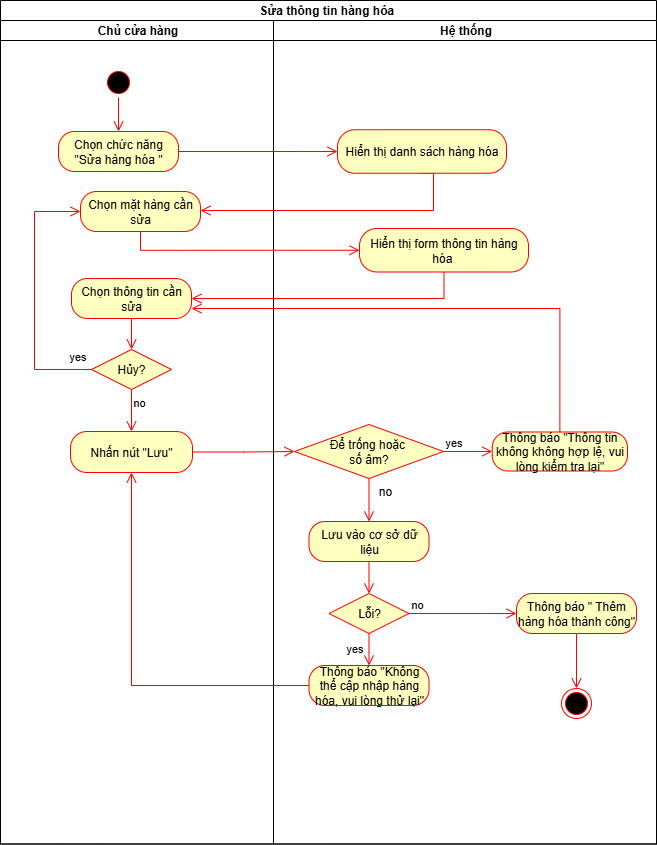 Sửa thông tin hàng hóa
Chủ cửa hàng
Hệ thống
Chọn chức năng
"Sửa hàng hóa "
Hiển thị danh sách hàng hóa
Chọn mặt hàng cần
sửa
Hiển thị form thông tin hàng
hóa
Chọn thông tin cần
sửa
yes
Hủy?
no
Nhấn nút "Lưu"
Để trống hoặc
số âm?
yes
Thông báo "Thông tin
không không hợp lệ, vui
lòng kiểm tra lại"
no
Lưu vào cơ sở dữ
liệu
Lỗi?
no
Thông báo " Thêm
hàng hóa thành công"
yes
Thông báo "Không
thể cập nhập hàng
hóa, vui lòng thử lại"